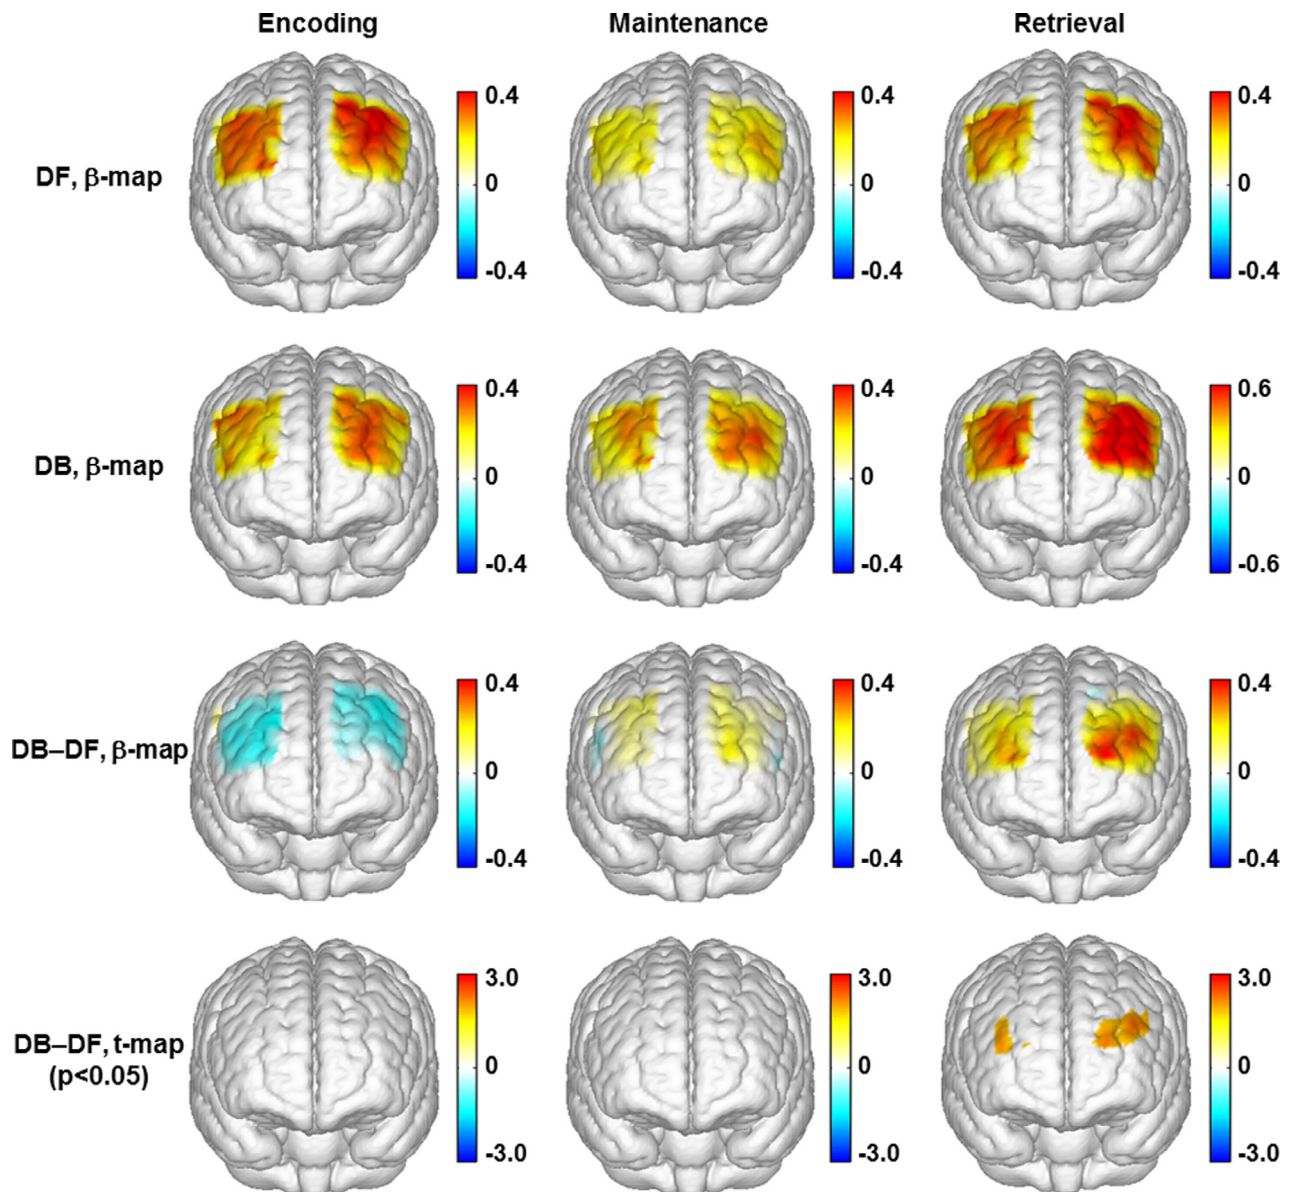 Encoding Maintenance Retrieval
0.4 0.4 0.4
DF, β-map 0 0 0
-0.4 -0.4 -0.4
0.4 0.4 0.6
DB, β-map 0 0 0
-0.4 -0.4 -0.6
0.4 0.4 0.4
DB–DF, β-map 0 0 0
-0.4 -0.4 -0.4
3.0 3.0 3.0
DB–DF, t-map 0 0 0
(p<0.05)
-3.0 -3.0 -3.0